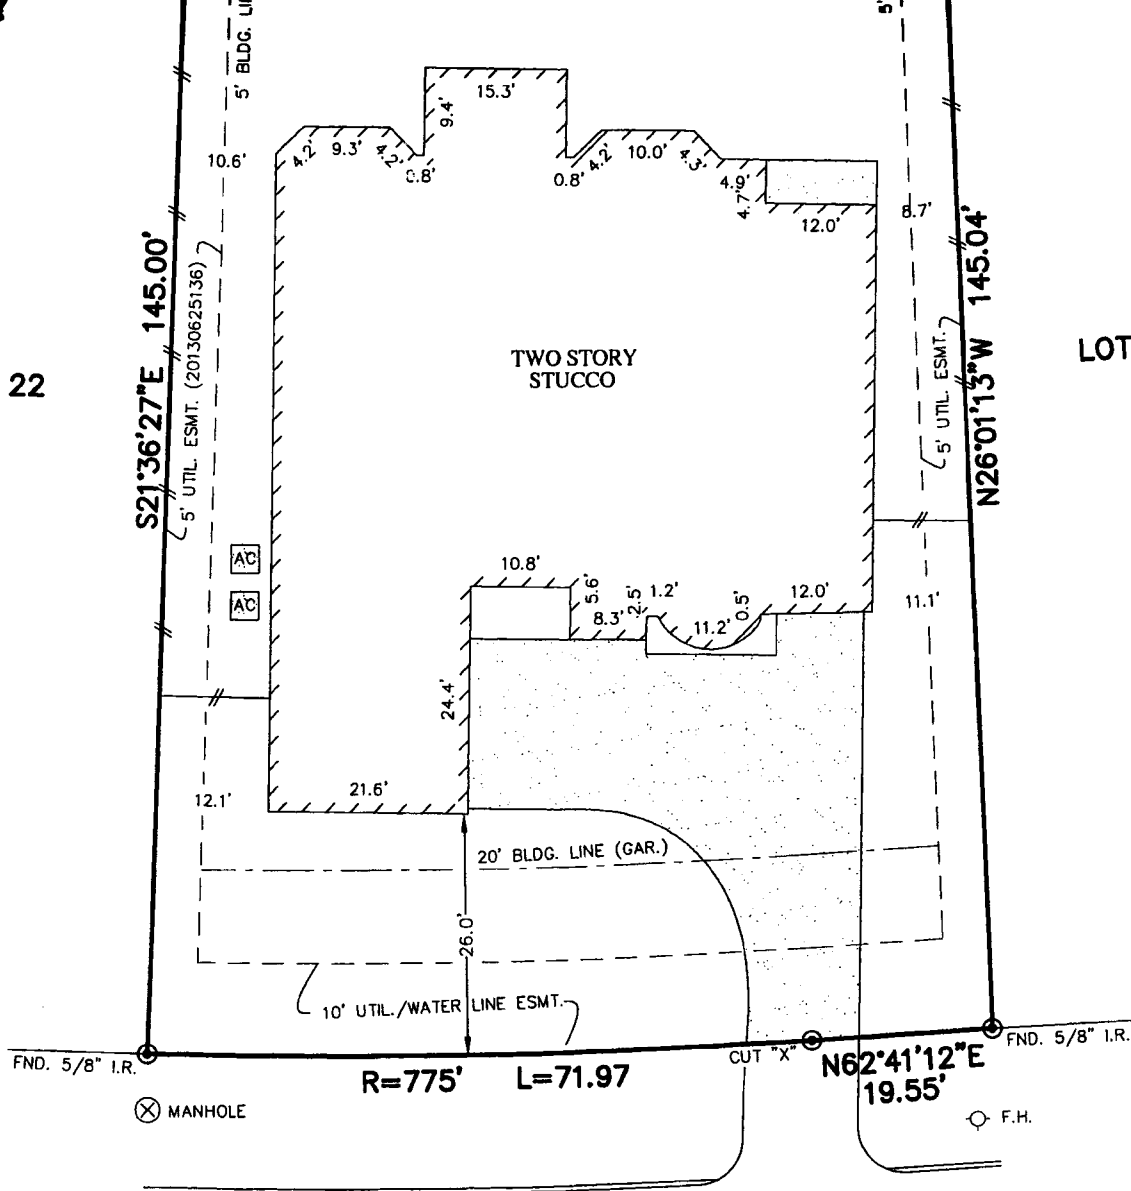 5' BLDG. LI
5'
15.3'
9.4'
4.2'
9.3'
4.2'
0.8'
0.8'
4.2'
10.0'
4.3'
10.6'
4.9'
4.7'
12.0'
8.7'
S21°36'27"E 145.00'
5' UTIL. ESMT. (20130625136)
N26°01'13"W 145.04'
5' UTIL. ESMT.
22
TWO STORY
STUCCO
LOT
AC
AC
10.8'
5.6'
8.3'
2.5'
1.2'
11.2'
0.5'
12.0'
11.1'
24.4'
21.6'
12.1'
20' BLDG. LINE (GAR.)
26.0'
10' UTIL./WATER LINE ESMT.
FND. 5/8" I.R.
R=775' L=71.97
CUT "X"
N62°41'12"E
19.55'
FND. 5/8" I.R.
MANHOLE
F.H.